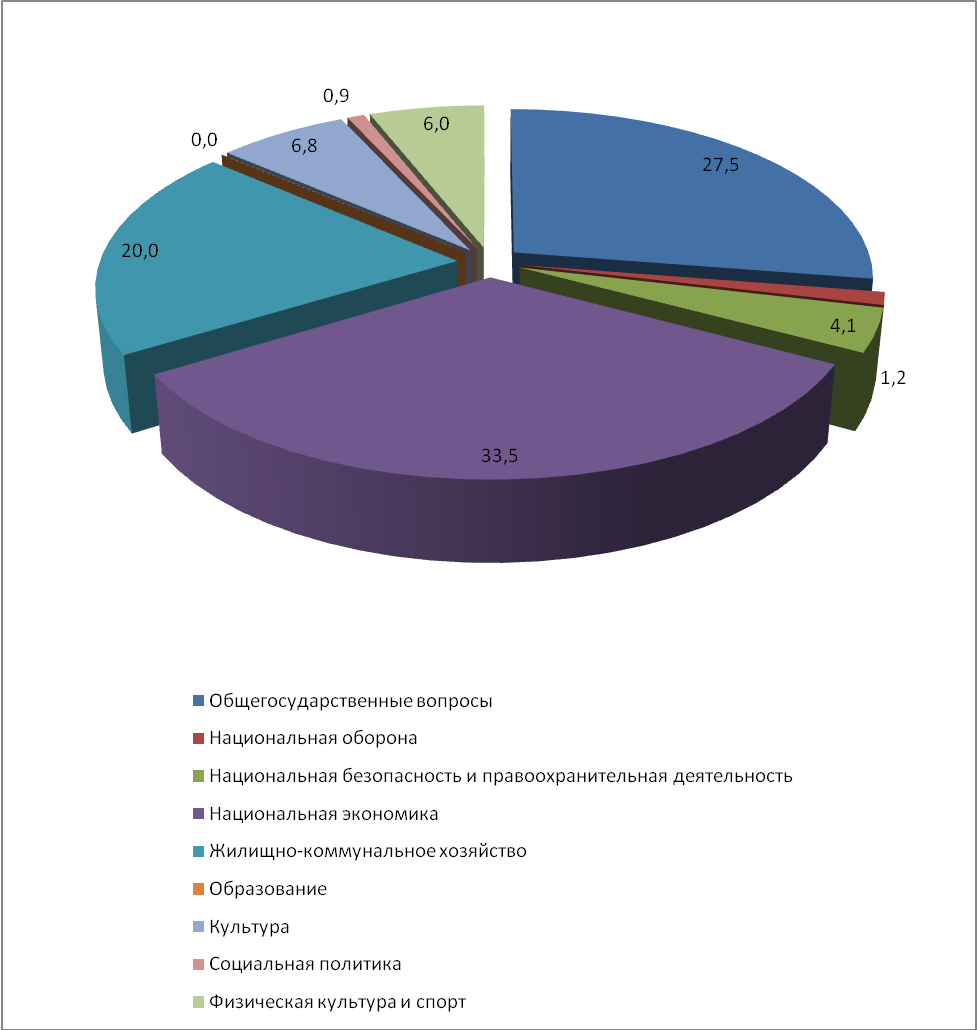 0,9
6,0
0,0
6,8
27,5
20,0
4,1
1,2
33,5
Общегосударственные вопросы
Национальная оборона
Национальная безопасность и правоохранительная деятельность
Национальная экономика
Жилищно-коммунальное хозяйство
Образование
Культура
Социальная политика
Физическая культура и спорт